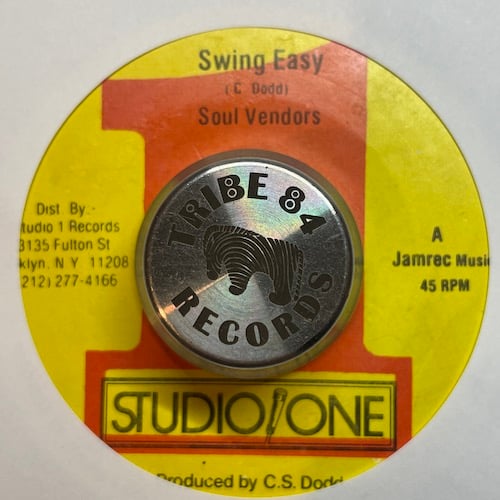 Swing Easy
( C Dodd)
Soul Vendors
Dist By:-
tudio 1 Records
3135 Fulton St
klyn. N Y 11208
212) 277-4166
TRIBE 84
RECORDS
A
Jamrec Music
45 RPM
STUDIO ONE
Produced by C.S. Dodd